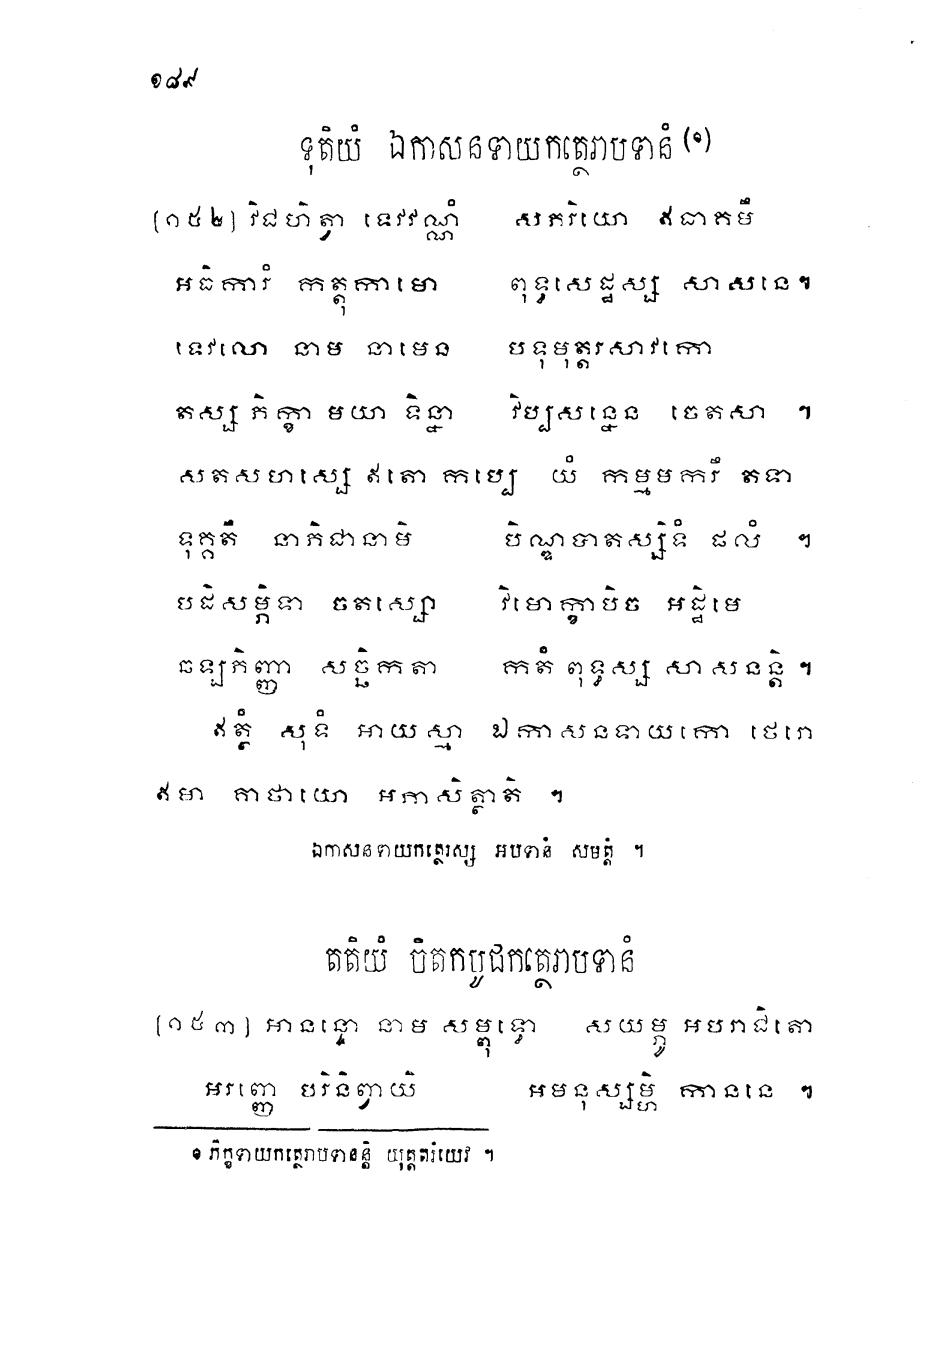 ១៨៩
ទុតិយំ ឯកាសនទាយកត្ថេរាបទានំ (១)
[១៥២] វិជហិត្វា ទេវវណ្ណំ សភរិយោ ឥធាគមឹ
អធិការំ កត្តុកាមោ ពុទ្ធសេដ្ឋស្ស សាសនេ។
ទេវលោ នាម នាមេន បទុមុត្តរសាវកោ
តស្ស ភិក្ខា មយា ទិន្នា វិប្បសន្នេន ចេតសា ។
សតសហស្សេ ឥតោ កប្បេ យំ កម្មមករឹ តទា
ទុគ្គតឹ នាភិជានាមិ បិណ្ឌបាតស្សិទំ ផលំ ។
បដិសម្ភិទា ចតស្សោ វិមោក្ខាបិច អដ្ឋិមេ
ឆឡភិញ្ញា សច្ឆិកតា កតំ ពុទ្ធស្ស សាសនន្តិ ។
ឥត្ថំ សុទំ អាយស្មា ឯកាសនទាយកោ ថេរោ
ឥមា គាថាយោ អភាសិត្ថាតិ ។
ឯកាសនទាយកត្ថេរស្ស អបទានំ សមត្តំ ។
តតិយំ ចិតកបូជកត្ថេរាបទានំ
[១៥៣] អានន្ទោ នាម សម្ពុទ្ធោ សយម្ភូ អបរាជិតោ
អរញ្ញេ បរិនិព្វាយិ អមនុស្សម្ហិ កាននេ ។
១ ភិក្ខទាយកត្ថេរាបទានន្តិ យុត្តតរំយេវ ។